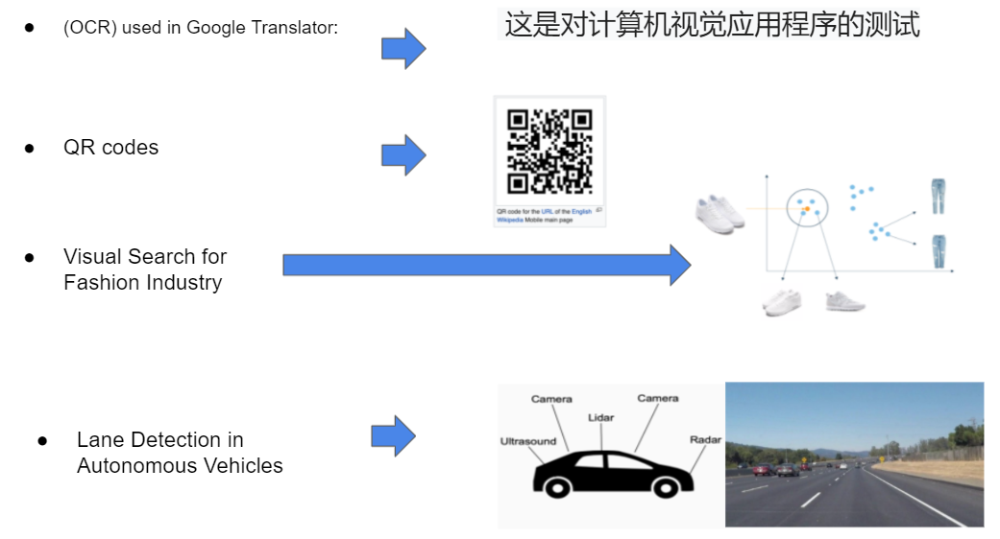 ● (OCR) used in Google Translator:
这是对计算机视觉应用程序的测试
● QR codes
QR code for the URL of the English
Wikipedia Mobile main page
● Visual Search for
Fashion Industry
● Lane Detection in
Autonomous Vehicles
Camera
Camera
Lidar
Ultrasound
Radar